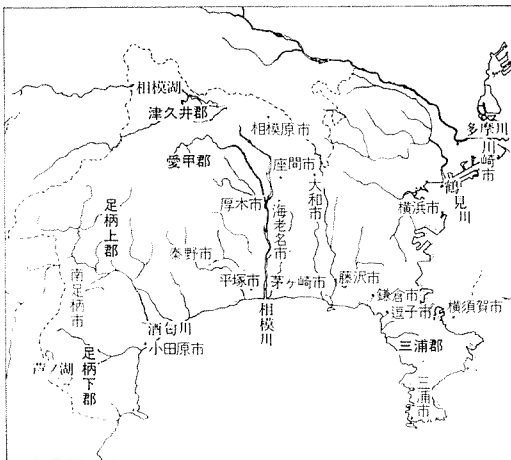 相模湖
津久井郡
相模原市
多摩川
川崎市
愛甲郡
座間市
大和市
鶴見川
横浜市
厚木市
海老名市
足柄上郡
秦野市
南足柄市
平塚市
茅ヶ崎市
藤沢市
鎌倉市
逗子市
横須賀市
相模川
酒匂川
小田原市
芦ノ湖
足柄下郡
三浦郡
三浦市